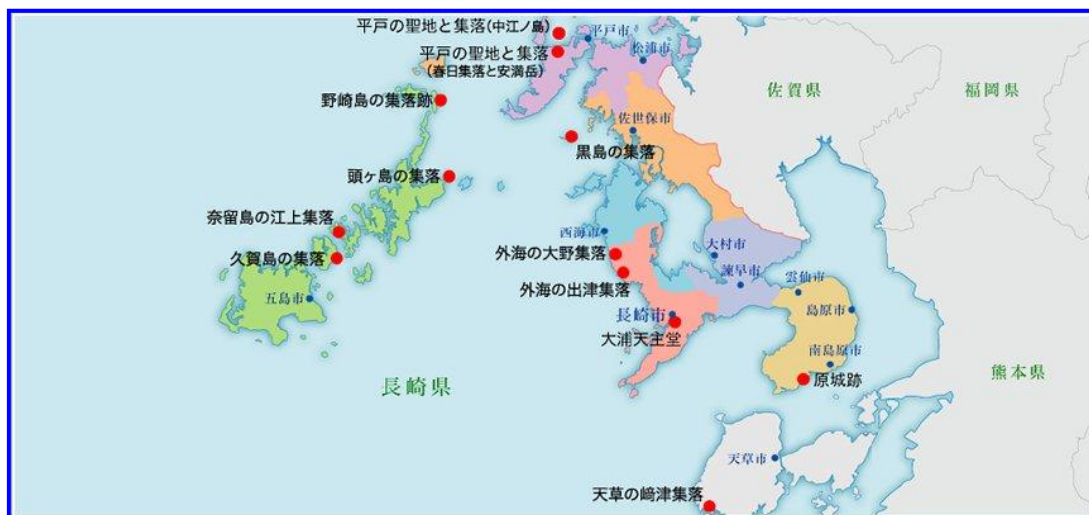 平戸の聖地と集落(中江ノ島)
平戸市
平戸の聖地と集落
(春日集落と安満岳)
松浦市
佐賀県
福岡県
野崎島の集落跡
佐世保市
黒島の集落
頭ヶ島の集落
奈留島の江上集落
西海市
大村市
外海の大野集落
久賀島の集落
諫早市
外海の出津集落
雲仙市
五島市
島原市
長崎市
大浦天主堂
南島原市
熊本県
長崎県
原城跡
天草市
天草の﨑津集落